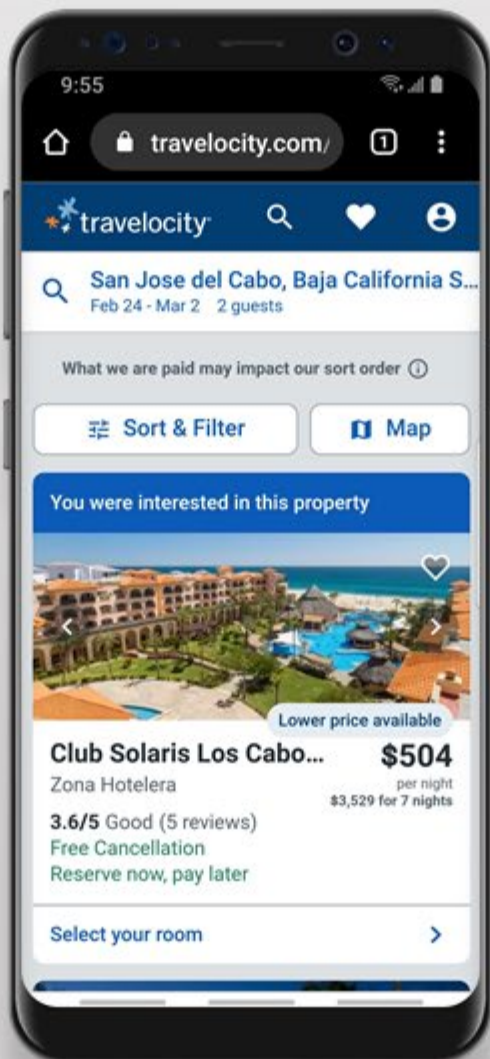 9:55
travelocity.com/
1
travelocity
San Jose del Cabo, Baja California S...
Feb 24 - Mar 2 2 guests
What we are paid may impact our sort order
Sort & Filter
Map
You were interested in this property
Lower price available
Club Solaris Los Cabo...
$504
Zona Hotelera
per night
$3,529 for 7 nights
3.6/5 Good (5 reviews)
Free Cancellation
Reserve now, pay later
Select your room